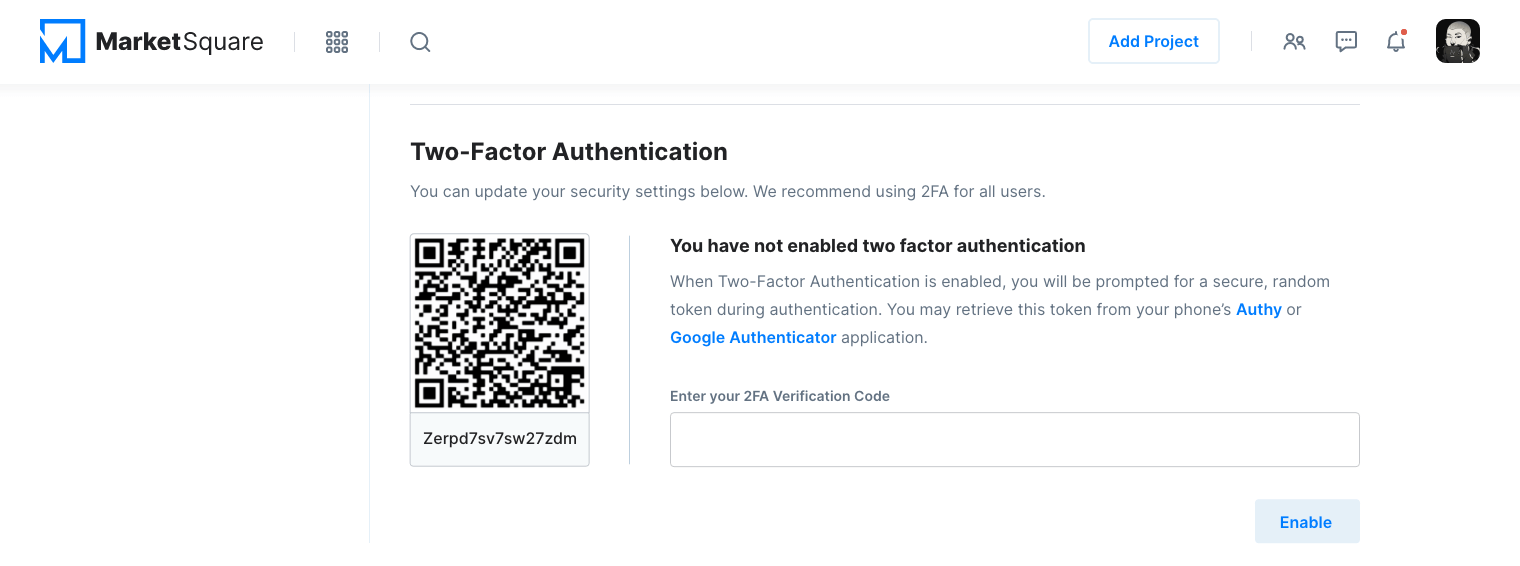 MarketSquare
Add Project
Two-Factor Authentication
You can update your security settings below. We recommend using 2FA for all users.
You have not enabled two factor authentication
When Two-Factor Authentication is enabled, you will be prompted for a secure, random
token during authentication. You may retrieve this token from your phone’s Authy or
Google Authenticator application.
Enter your 2FA Verification Code
Zerpd7sv7sw27zdm
Enable